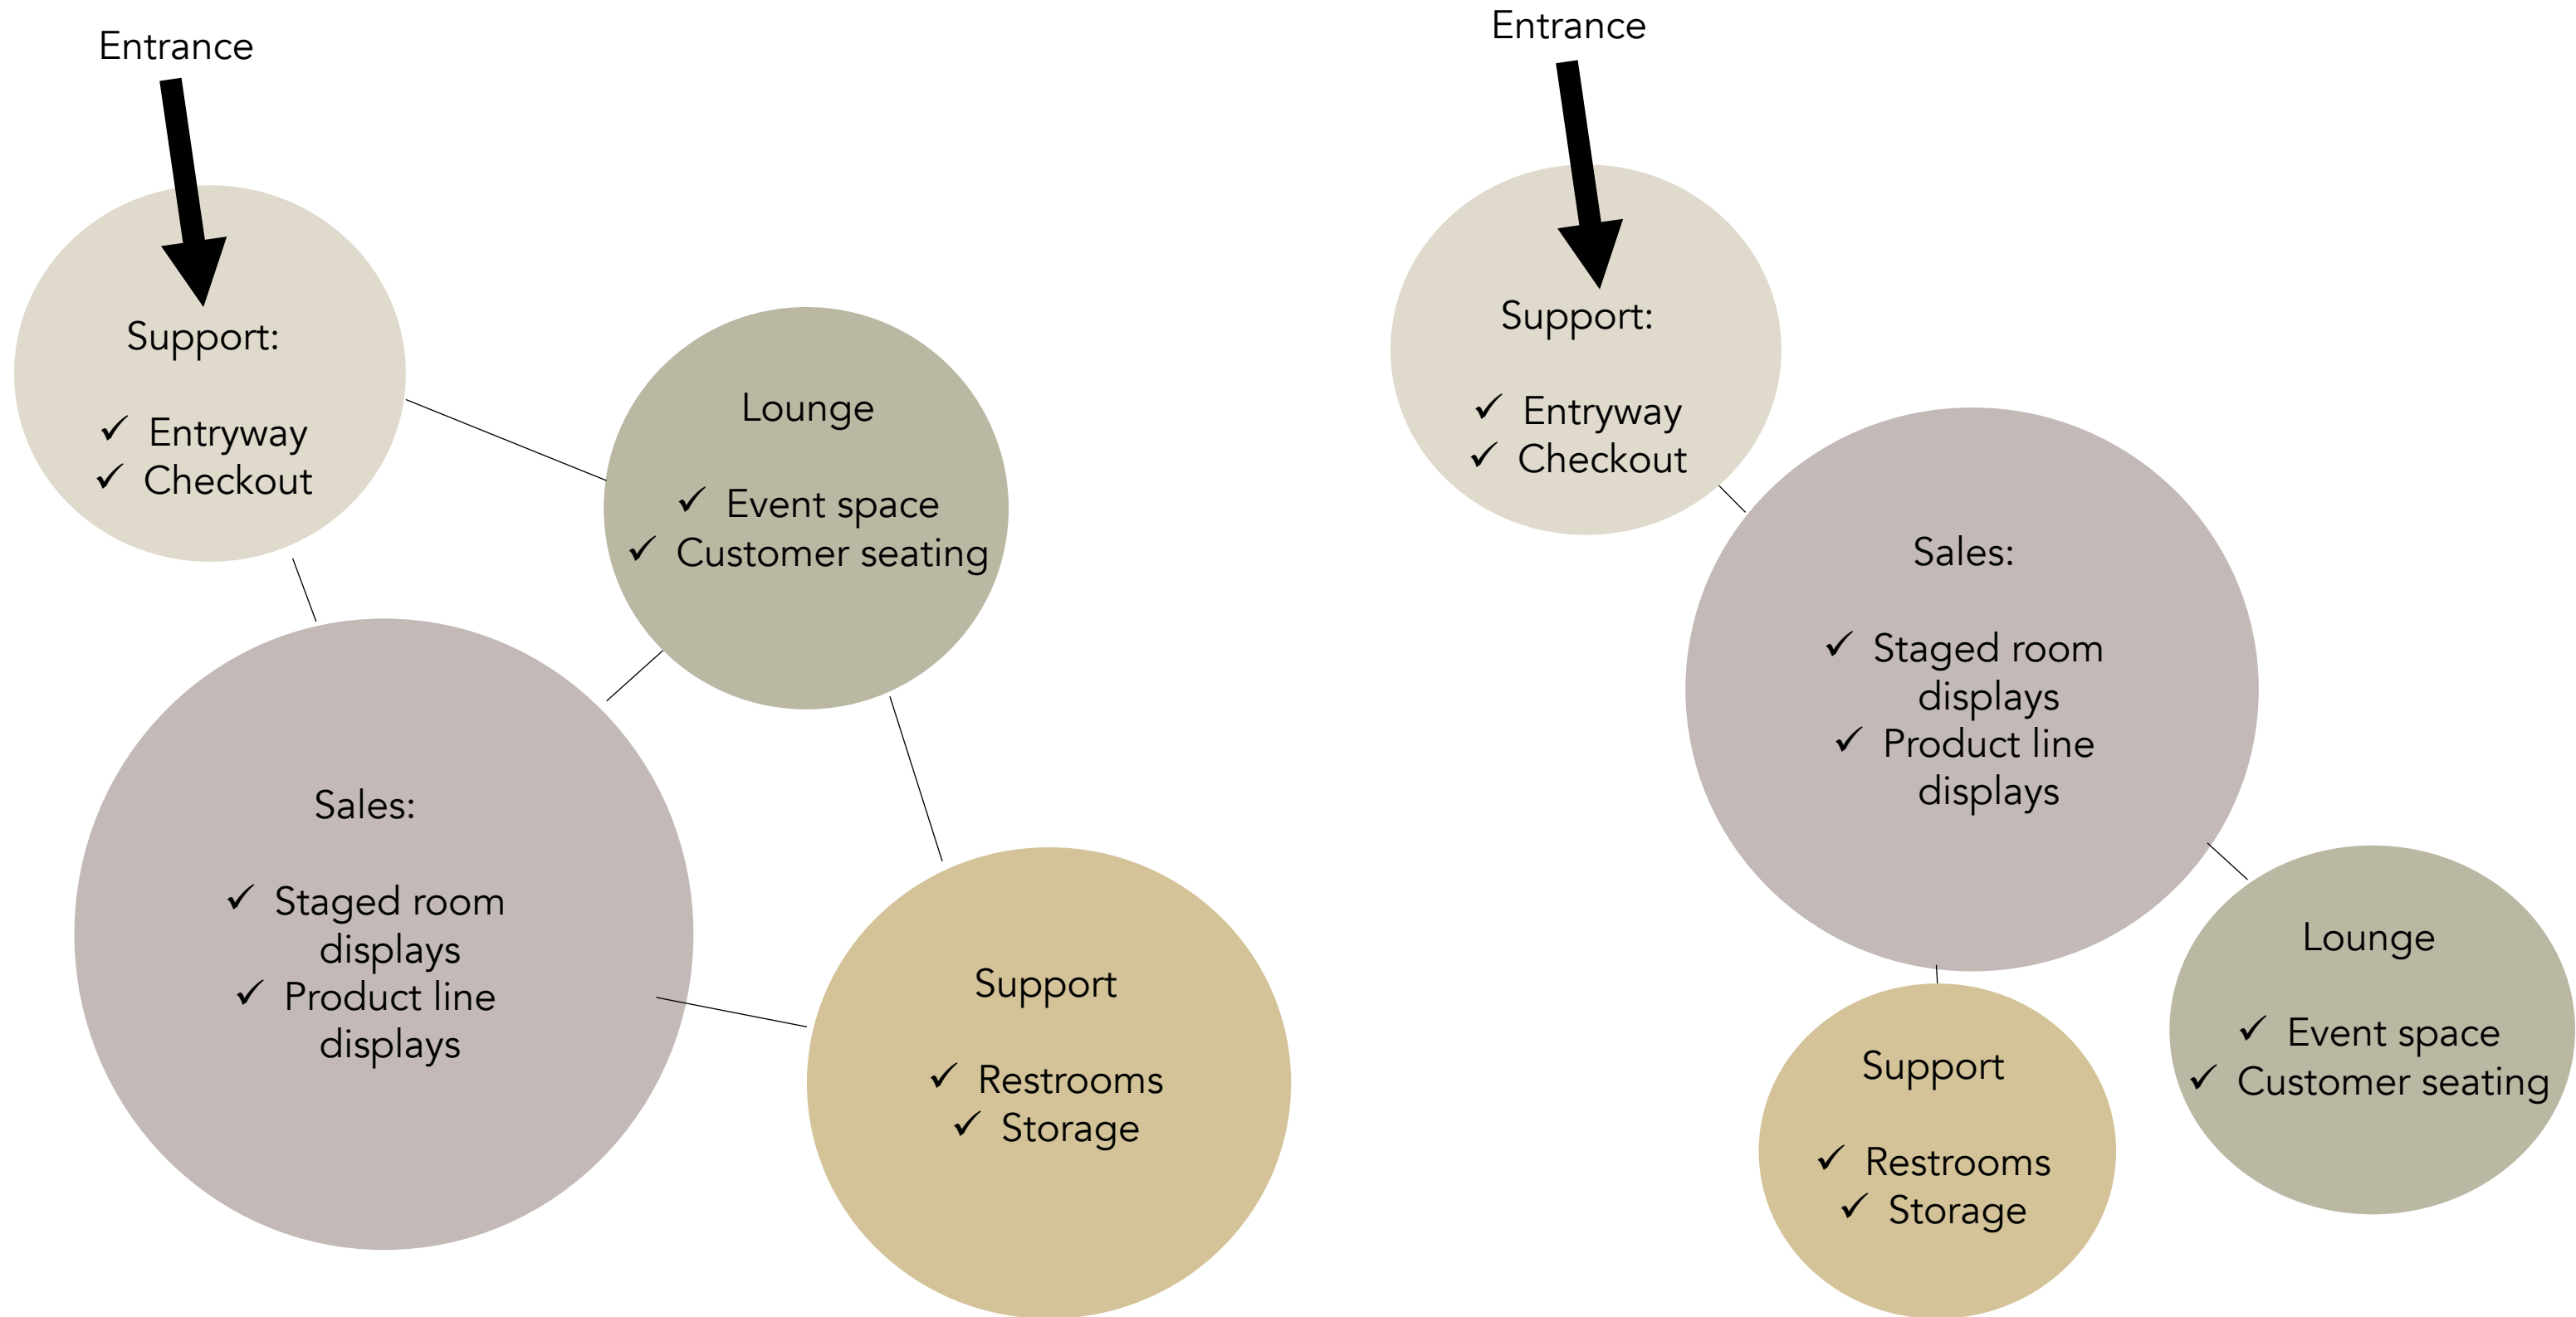 Entrance
Support:
✓ Entryway
✓ Checkout
Lounge
✓ Event space
✓ Customer seating
Sales:
✓ Staged room
displays
✓ Product line
displays
Support
✓ Restrooms
✓ Storage
Entrance
Support:
✓ Entryway
✓ Checkout
Sales:
✓ Staged room
displays
✓ Product line
displays
Lounge
✓ Event space
✓ Customer seating
Support
✓ Restrooms
✓ Storage